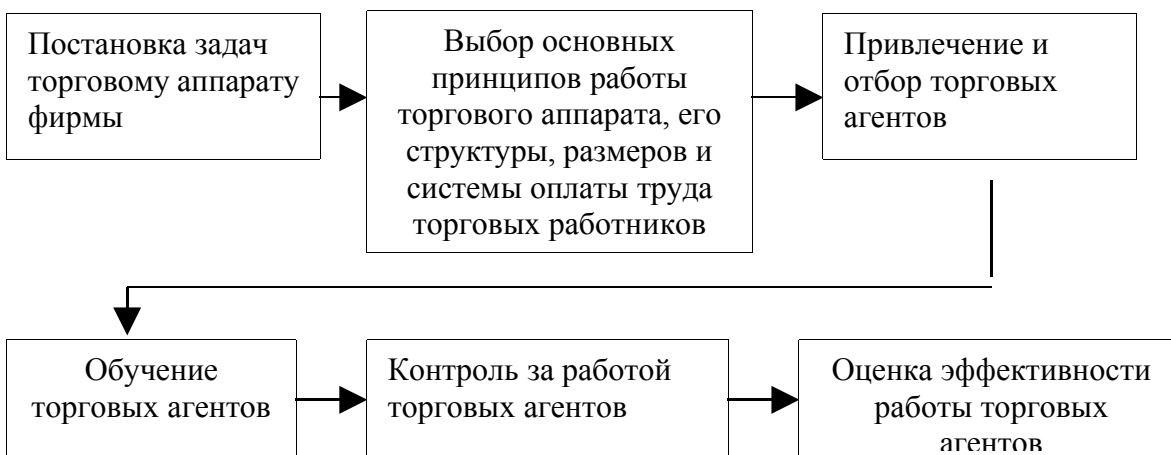 Постановка задач
торговому аппарату
фирмы
Выбор основных
принципов работы
торгового аппарата, его
структуры, размеров и
системы оплаты труда
торговых работников
Привлечение и
отбор торговых
агентов
Обучение
торговых агентов
Контроль за работой
торговых агентов
Оценка эффективности
работы торговых
агентов